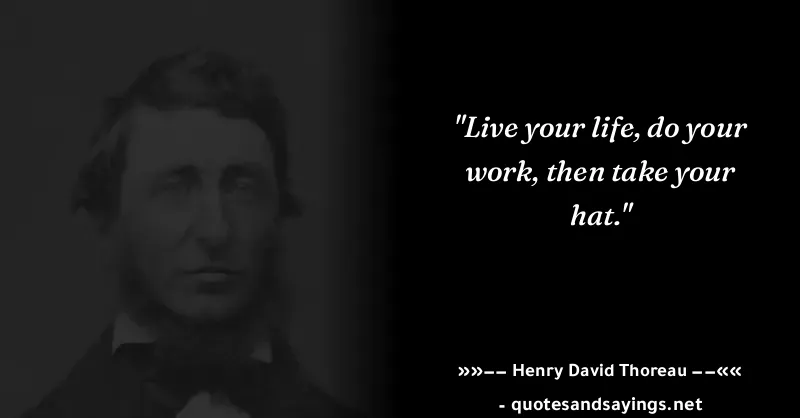 "Live your life, do your
work, then take your
hat."
»»−− Henry David Thoreau −−««
- quotesandsayings.net